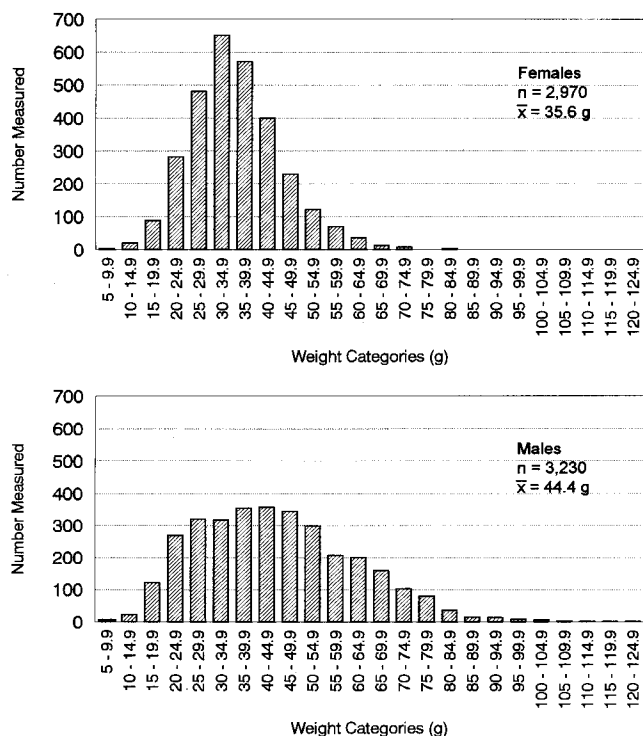 700
600
500
400
300
200
100
0
Number Measured
Females
n = 2,970
x̅ = 35.6 g
5 - 9.9
10 - 14.9
15 - 19.9
20 - 24.9
25 - 29.9
30 - 34.9
35 - 39.9
40 - 44.9
45 - 49.9
50 - 54.9
55 - 59.9
60 - 64.9
65 - 69.9
70 - 74.9
75 - 79.9
80 - 84.9
85 - 89.9
90 - 94.9
95 - 99.9
100 - 104.9
105 - 109.9
110 - 114.9
115 - 119.9
120 - 124.9
Weight Categories (g)
700
600
500
400
300
200
100
0
Number Measured
Males
n = 3,230
x̅ = 44.4 g
5 - 9.9
10 - 14.9
15 - 19.9
20 - 24.9
25 - 29.9
30 - 34.9
35 - 39.9
40 - 44.9
45 - 49.9
50 - 54.9
55 - 59.9
60 - 64.9
65 - 69.9
70 - 74.9
75 - 79.9
80 - 84.9
85 - 89.9
90 - 94.9
95 - 99.9
100 - 104.9
105 - 109.9
110 - 114.9
115 - 119.9
120 - 124.9
Weight Categories (g)